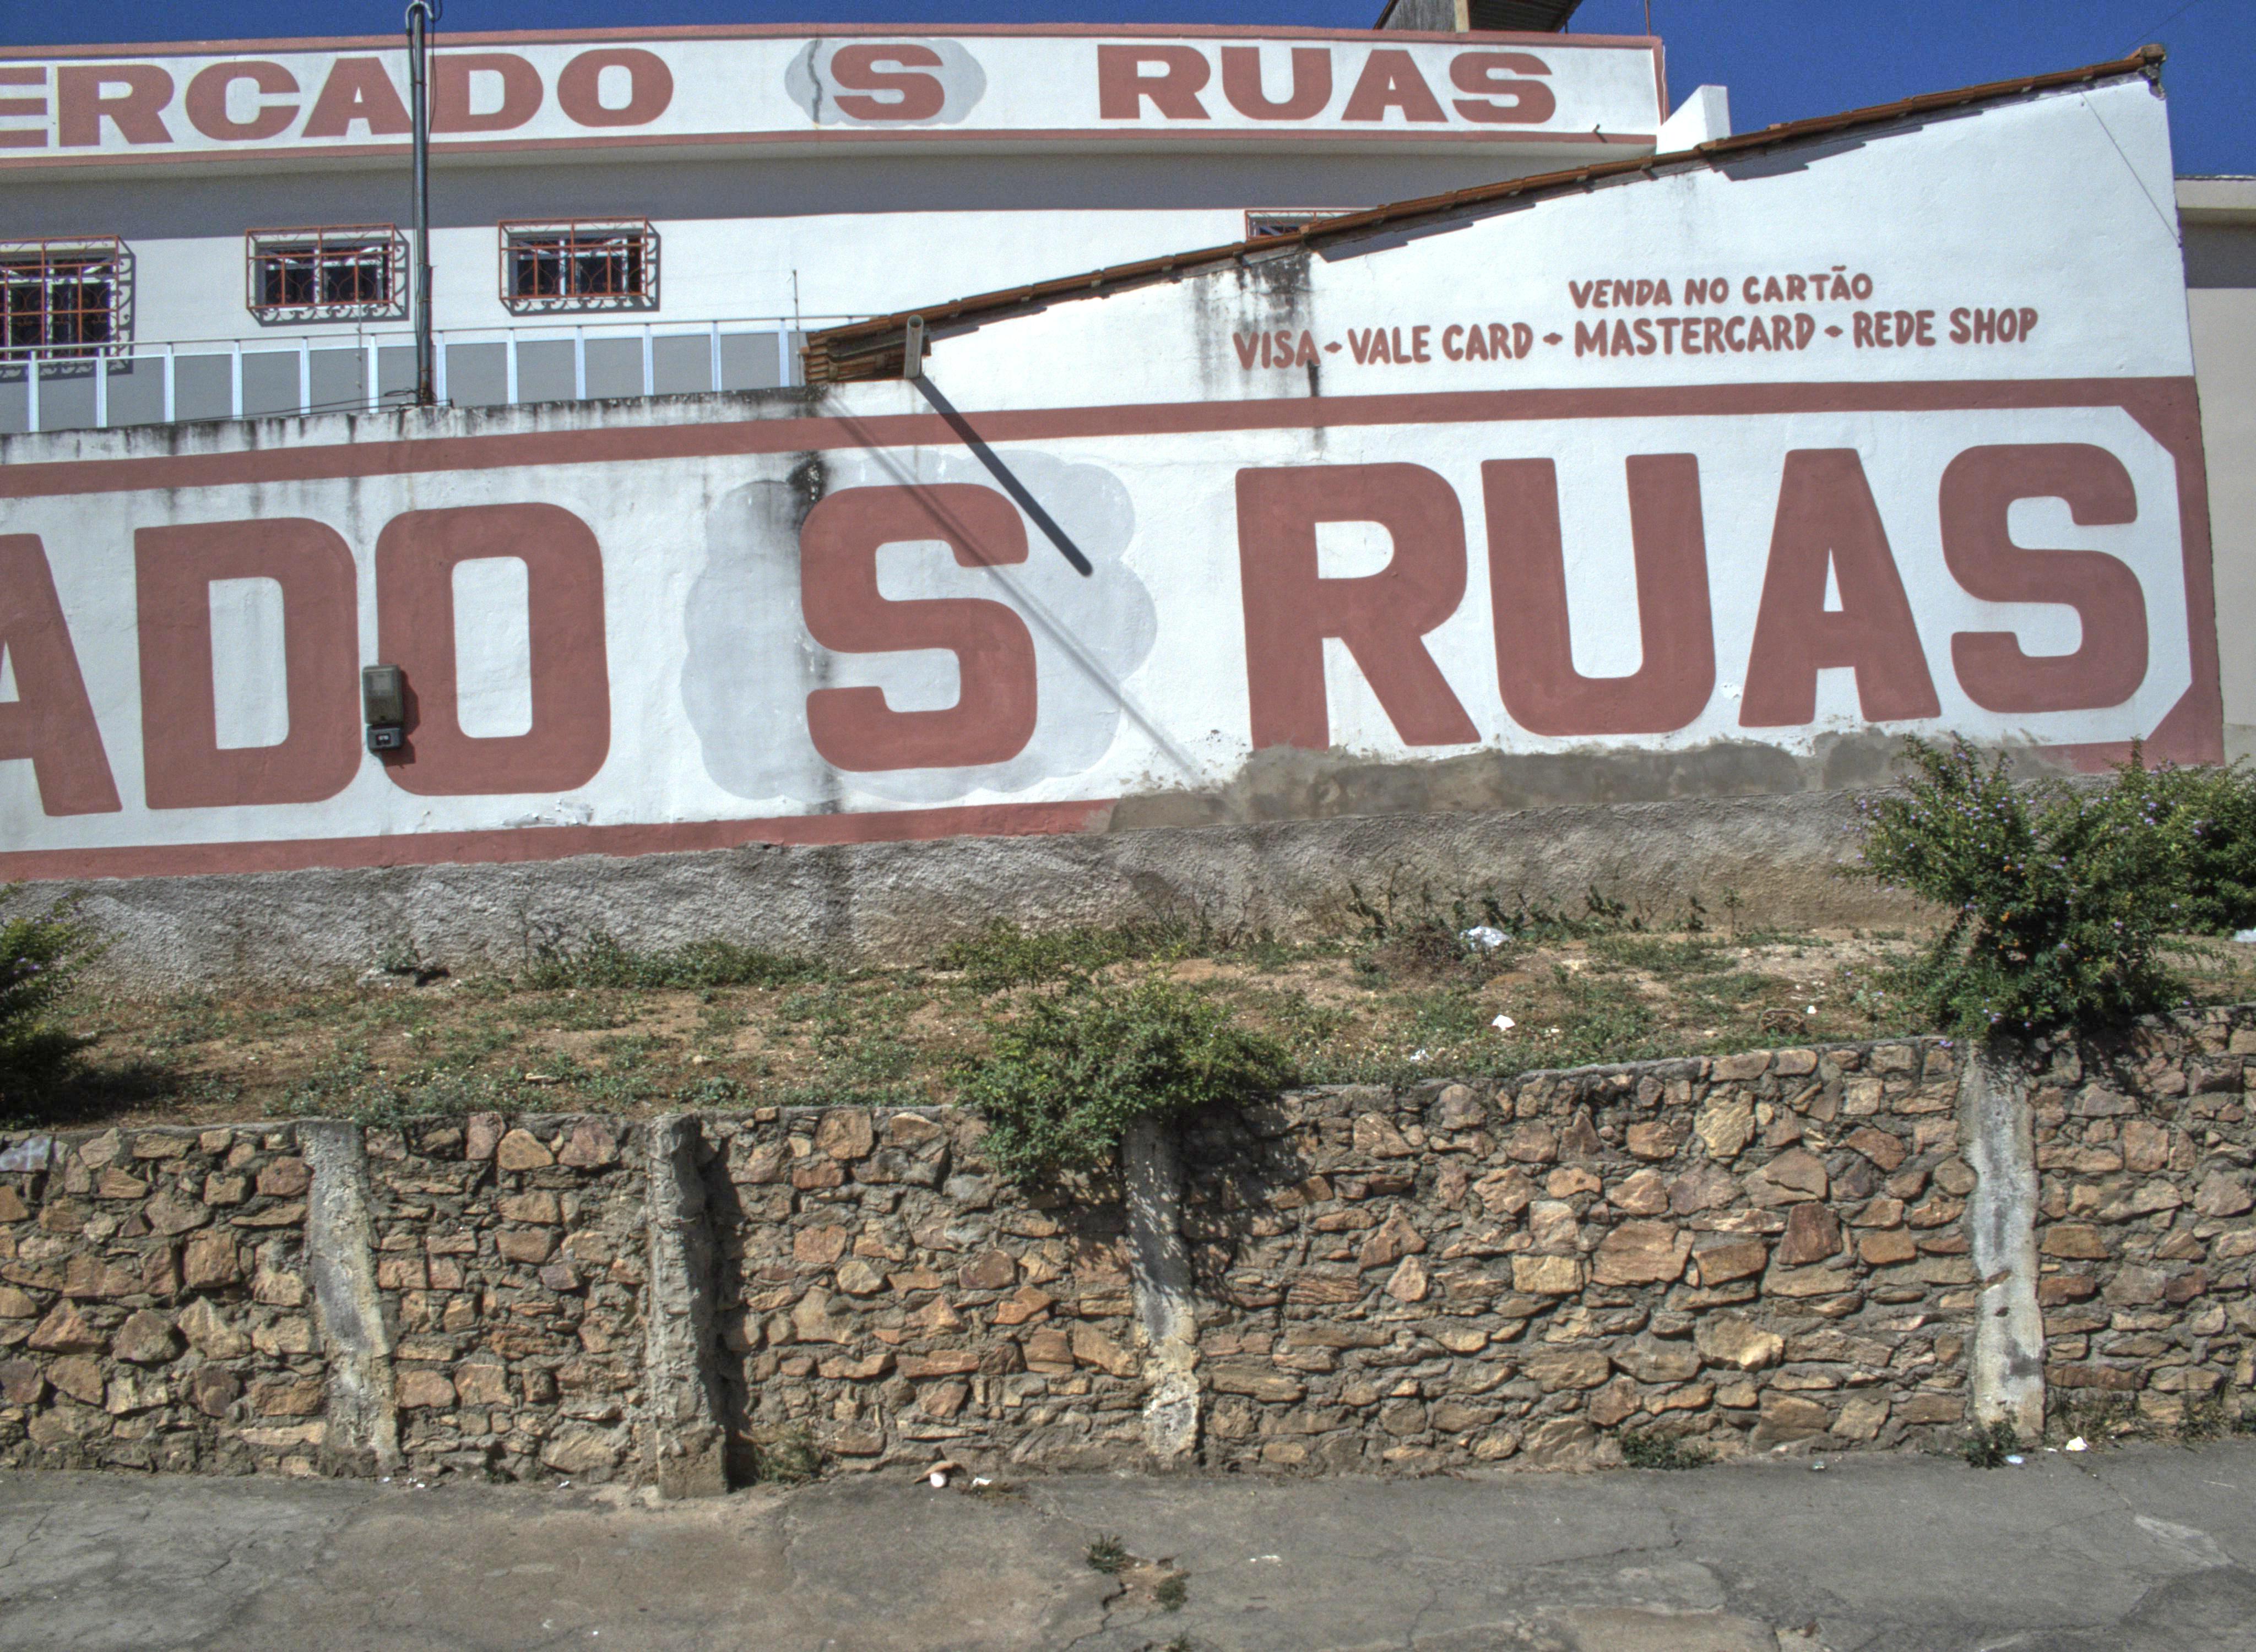 ERCADO S RUAS
VENDA NO CARTÃO
VISA - VALE CARD - MASTERCARD - REDE SHOP
ADO S RUAS